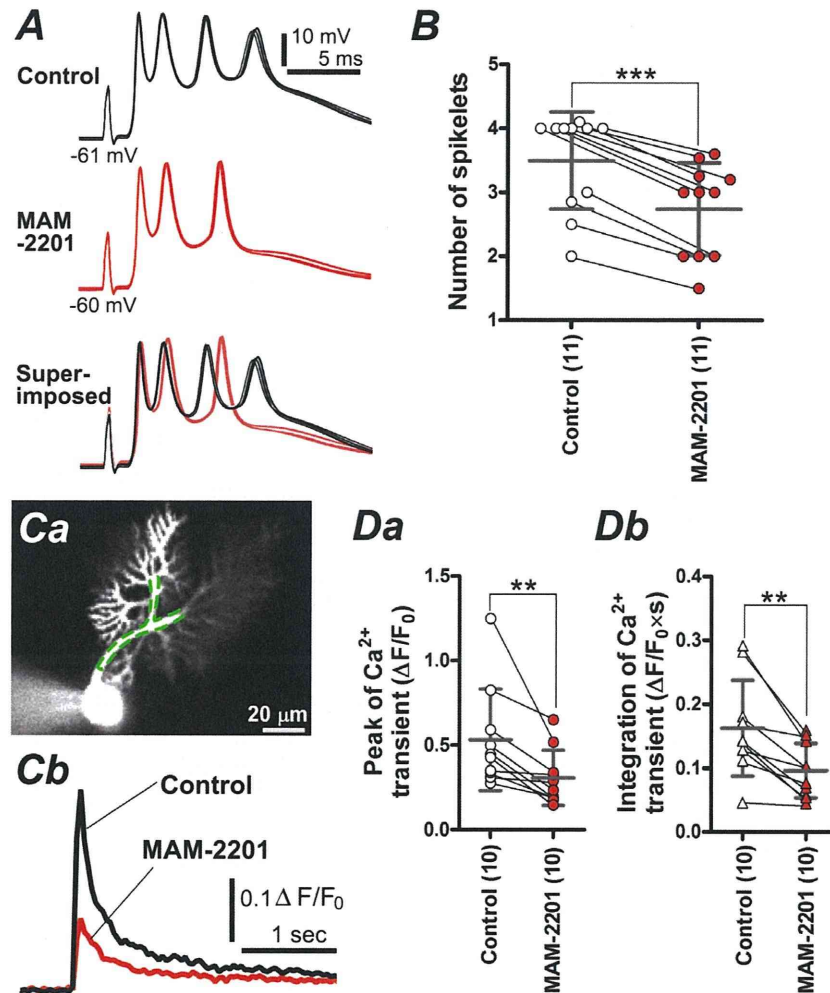 A
Control
10 mV
5 ms
-61 mV
MAM
-2201
-60 mV
Super-
imposed
B
***
Number of spikelets
5
4
3
2
1
Control (11)
MAM-2201 (11)
Ca
20 µm
Cb
Control
MAM-2201
0.1 Δ F/F₀
1 sec
Da
**
Peak of Ca²⁺
transient (ΔF/F₀)
1.5
1.0
0.5
0.0
Control (10)
MAM-2201 (10)
Db
**
Integration of Ca²⁺
transient (ΔF/F₀×s)
0.4
0.3
0.2
0.1
0.0
Control (10)
MAM-2201 (10)